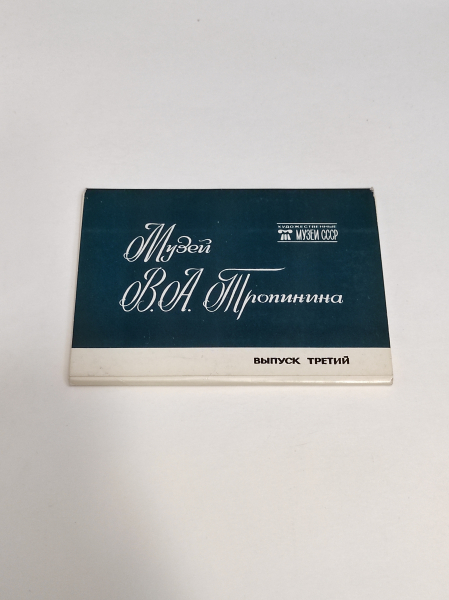 ХУДОЖЕСТВЕННЫЕ
МУЗЕИ СССР
Музей
В.А. Тропинина
ВЫПУСК ТРЕТИЙ